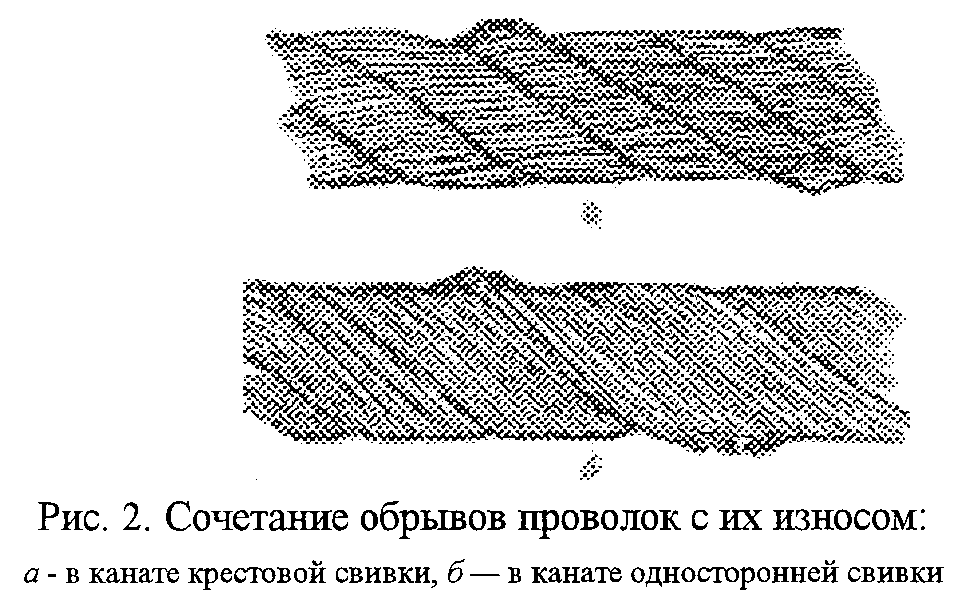 Рис. 2. Сочетание обрывов проволок с их износом:
а - в канате крестовой свивки, б — в канате односторонней свивки